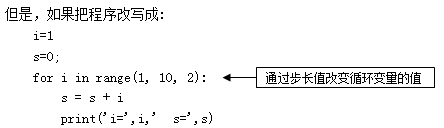 但是，如果把程序改写成:
i=1
s=0;
for i in range(1, 10, 2):
通过步长值改变循环变量的值
s = s + i
print('i=',i,'  s=',s)